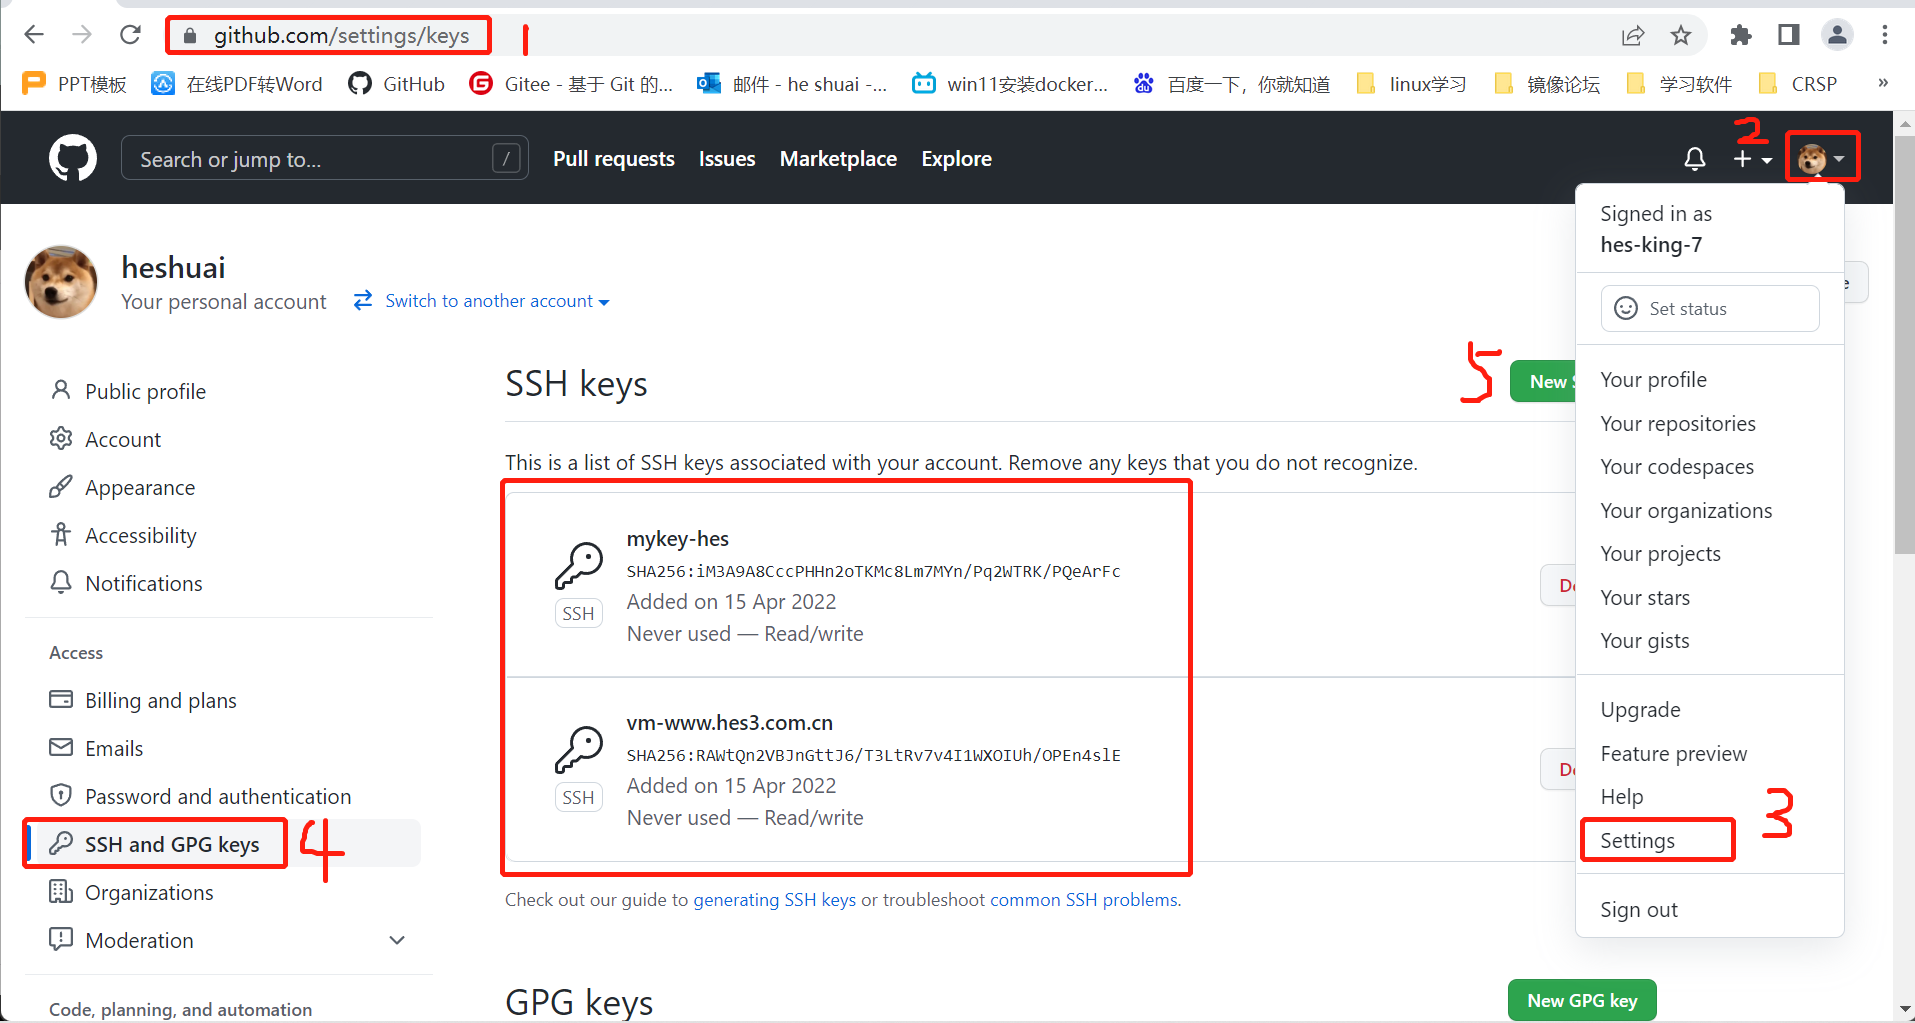 github.com/settings/keys
1
PPT模板 在线PDF转Word GitHub Gitee - 基于 Git 的... 邮件 - he shuai -... win11安装docker... 百度一下，你就知道 linux学习 镜像论坛 学习软件 CRSP »
Search or jump to... /
Pull requests Issues Marketplace Explore
2
Signed in as
hes-king-7
Set status
Your profile
Your repositories
Your codespaces
Your organizations
Your projects
Your stars
Your gists
Upgrade
Feature preview
Help
Settings
3
Sign out
heshuai
Your personal account Switch to another account
Public profile
Account
Appearance
Accessibility
Notifications
Access
Billing and plans
Emails
Password and authentication
SSH and GPG keys
4
Organizations
Moderation
Code, planning, and automation
SSH keys
5
New
This is a list of SSH keys associated with your account. Remove any keys that you do not recognize.
mykey-hes
SHA256:iM3A9A8CccPHHn2oTKMc8Lm7MYn/Pq2WTRK/PQeArFc
SSH
Added on 15 Apr 2022
Never used — Read/write
vm-www.hes3.com.cn
SHA256:RAWtQn2VBJnGttJ6/T3LtRv7v4I1WXOIUh/OPEn4slE
SSH
Added on 15 Apr 2022
Never used — Read/write
Check out our guide to generating SSH keys or troubleshoot common SSH problems.
GPG keys
New GPG key